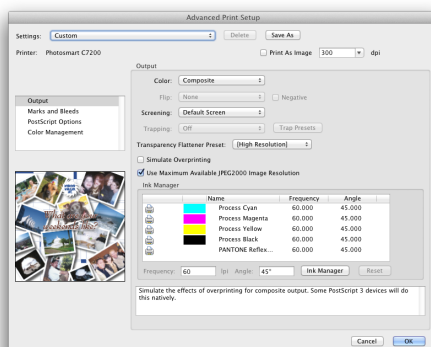 Advanced Print Setup
Settings: Custom Delete Save As
Printer: Photosmart C7200 Print As Image 300 dpi
Output
Color: Composite
Flip: None Negative
Output
Marks and Bleeds
PostScript Options
Color Management
Screening: Default Screen
Trapping: Off Trap Presets
Transparency Flattener Preset: [High Resolution]
Simulate Overprinting
Use Maximum Available JPEG2000 Image Resolution
Ink Manager
Name Frequency Angle
Process Cyan 60.000 45.000
Process Magenta 60.000 45.000
Process Yellow 60.000 45.000
Process Black 60.000 45.000
PANTONE Reflex... 60.000 45.000
Frequency: 60 lpi Angle: 45° Ink Manager Reset
Simulate the effects of overprinting for composite output. Some PostScript 3 devices will do
this natively.
Cancel OK